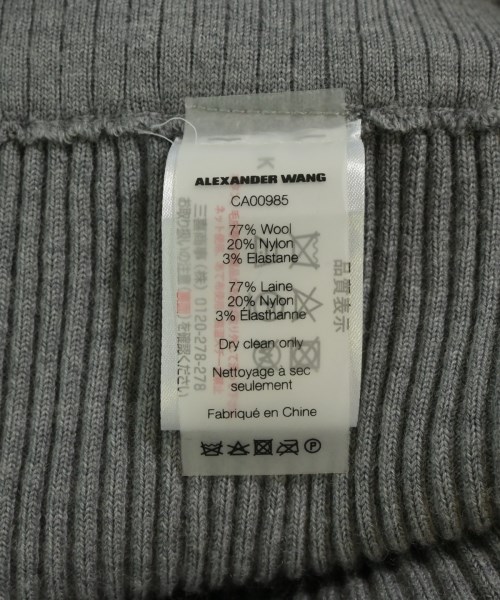 ALEXANDER WANG
CA00985
77% Wool
20% Nylon
3% Elastane
77% Laine
20% Nylon
3% Élasthanne
Dry clean only
Nettoyage à sec
seulement
Fabriqué en Chine
P
品質表示
0120-278-278